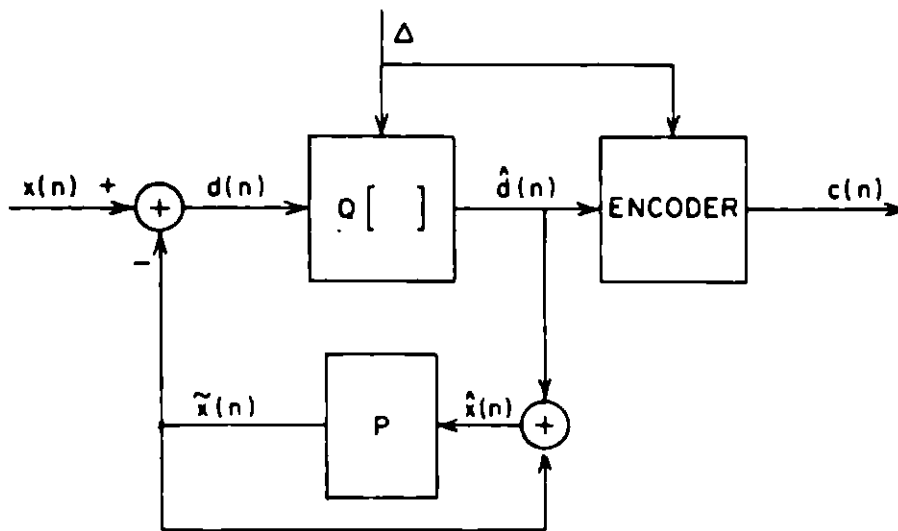 Δ
x(n) +
+
d(n)
Q [ ]
d̂(n)
ENCODER
c(n)
−
x̃(n)
P
x̂(n)
+